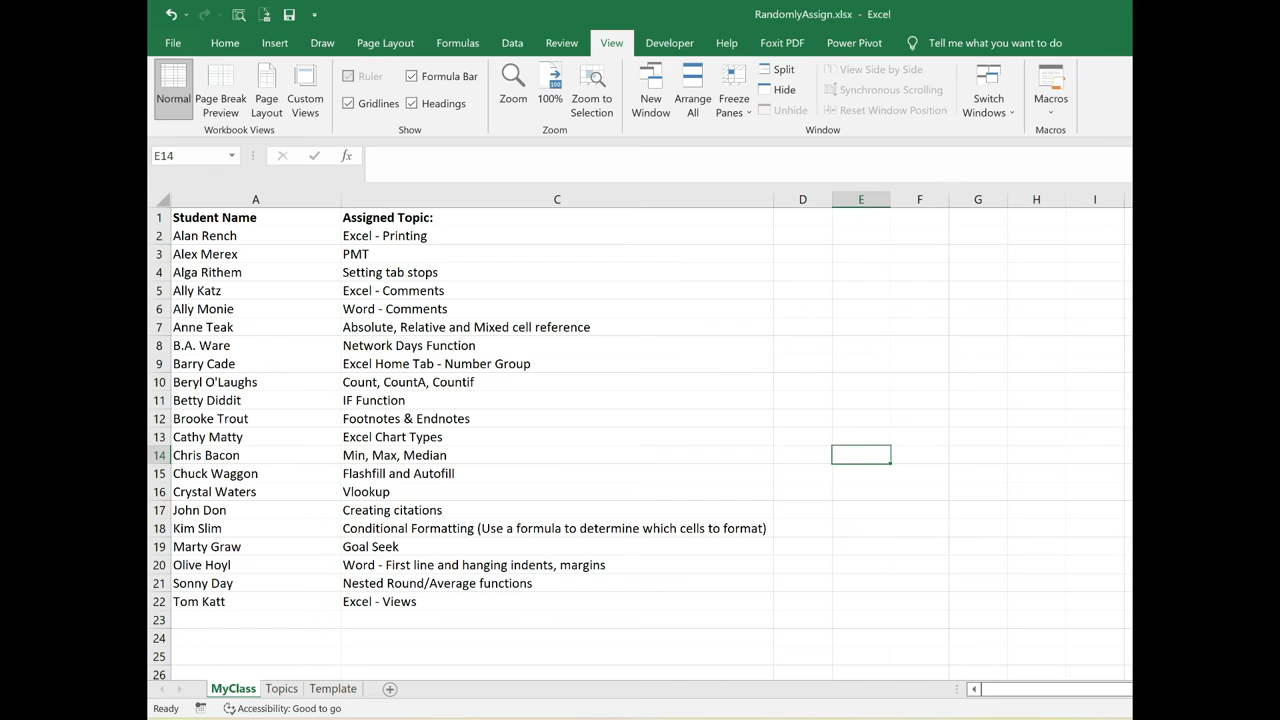 RandomlyAssign.xlsx - Excel
File Home Insert Draw Page Layout Formulas Data Review View Developer Help Foxit PDF Power Pivot Tell me what you want to do
Normal
Page Break Preview
Page Layout
Custom Views
Workbook Views
Ruler
Formula Bar
Gridlines
Headings
Show
Zoom
100%
Zoom to Selection
Zoom
New Window
Arrange All
Freeze Panes
Split
Hide
Unhide
View Side by Side
Synchronous Scrolling
Reset Window Position
Window
Switch Windows
Macros
Macros
E14 fx
A C D E F G H I
1 Student Name Assigned Topic:
2 Alan Rench Excel - Printing
3 Alex Merex PMT
4 Alga Rithem Setting tab stops
5 Ally Katz Excel - Comments
6 Ally Monie Word - Comments
7 Anne Teak Absolute, Relative and Mixed cell reference
8 B.A. Ware Network Days Function
9 Barry Cade Excel Home Tab - Number Group
10 Beryl O'Laughs Count, CountA, Countif
11 Betty Diddit IF Function
12 Brooke Trout Footnotes & Endnotes
13 Cathy Matty Excel Chart Types
14 Chris Bacon Min, Max, Median
15 Chuck Waggon Flashfill and Autofill
16 Crystal Waters Vlookup
17 John Don Creating citations
18 Kim Slim Conditional Formatting (Use a formula to determine which cells to format)
19 Marty Graw Goal Seek
20 Olive Hoyl Word - First line and hanging indents, margins
21 Sonny Day Nested Round/Average functions
22 Tom Katt Excel - Views
23
24
25
26
MyClass Topics Template
Ready Accessibility: Good to go